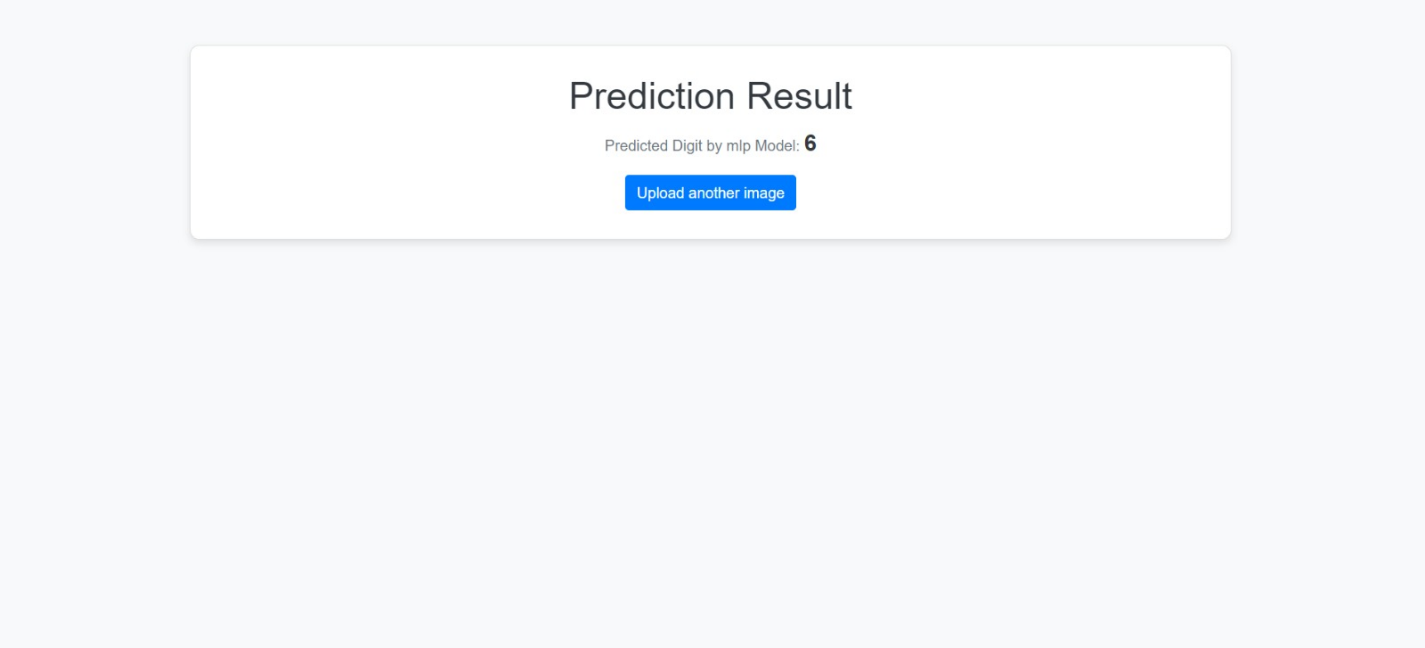 Prediction Result
Predicted Digit by mlp Model: 6
Upload another image